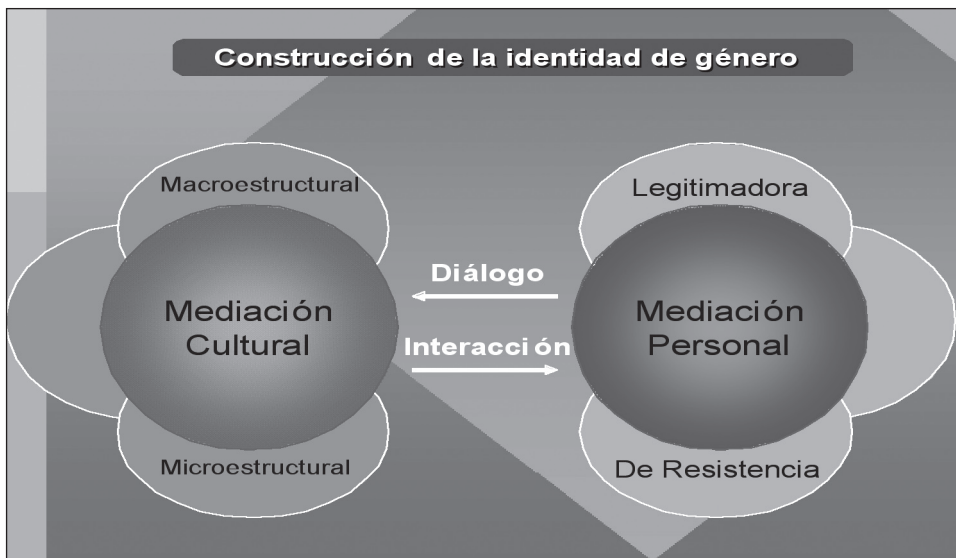 Construcción de la identidad de género
Macroestructural
Legitimadora
Diálogo
Mediación
Cultural
Mediación
Personal
Interacción
Microestructural
De Resistencia